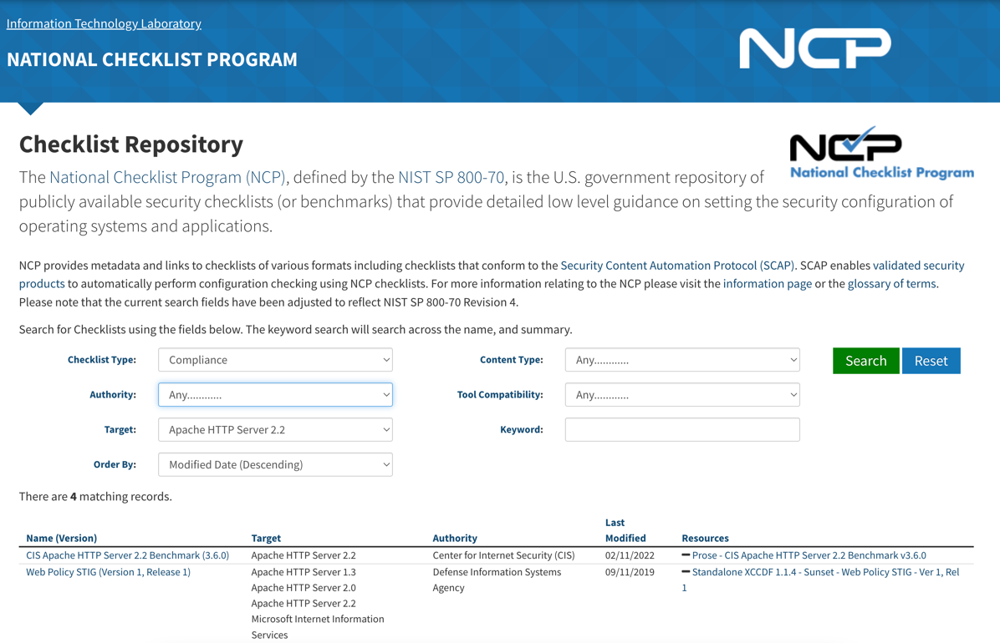 Information Technology Laboratory
NATIONAL CHECKLIST PROGRAM
NCP
Checklist Repository
NCP
National Checklist Program
The National Checklist Program (NCP), defined by the NIST SP 800-70, is the U.S. government repository of
publicly available security checklists (or benchmarks) that provide detailed low level guidance on setting the security configuration of
operating systems and applications.
NCP provides metadata and links to checklists of various formats including checklists that conform to the Security Content Automation Protocol (SCAP). SCAP enables validated security
products to automatically perform configuration checking using NCP checklists. For more information relating to the NCP please visit the information page or the glossary of terms.
Please note that the current search fields have been adjusted to reflect NIST SP 800-70 Revision 4.
Search for Checklists using the fields below. The keyword search will search across the name, and summary.
Checklist Type: Compliance Content Type: Any............ Search Reset
Authority: Any............ Tool Compatibility: Any............
Target: Apache HTTP Server 2.2 Keyword:
Order By: Modified Date (Descending)
There are 4 matching records.
Name (Version) Target Authority Last Modified Resources
CIS Apache HTTP Server 2.2 Benchmark (3.6.0) Apache HTTP Server 2.2 Center for Internet Security (CIS) 02/11/2022 Prose - CIS Apache HTTP Server 2.2 Benchmark v3.6.0
Web Policy STIG (Version 1, Release 1) Apache HTTP Server 1.3 Defense Information Systems 09/11/2019 Standalone XCCDF 1.1.4 - Sunset - Web Policy STIG - Ver 1, Rel
Apache HTTP Server 2.0 Agency 1
Apache HTTP Server 2.2
Microsoft Internet Information
Services